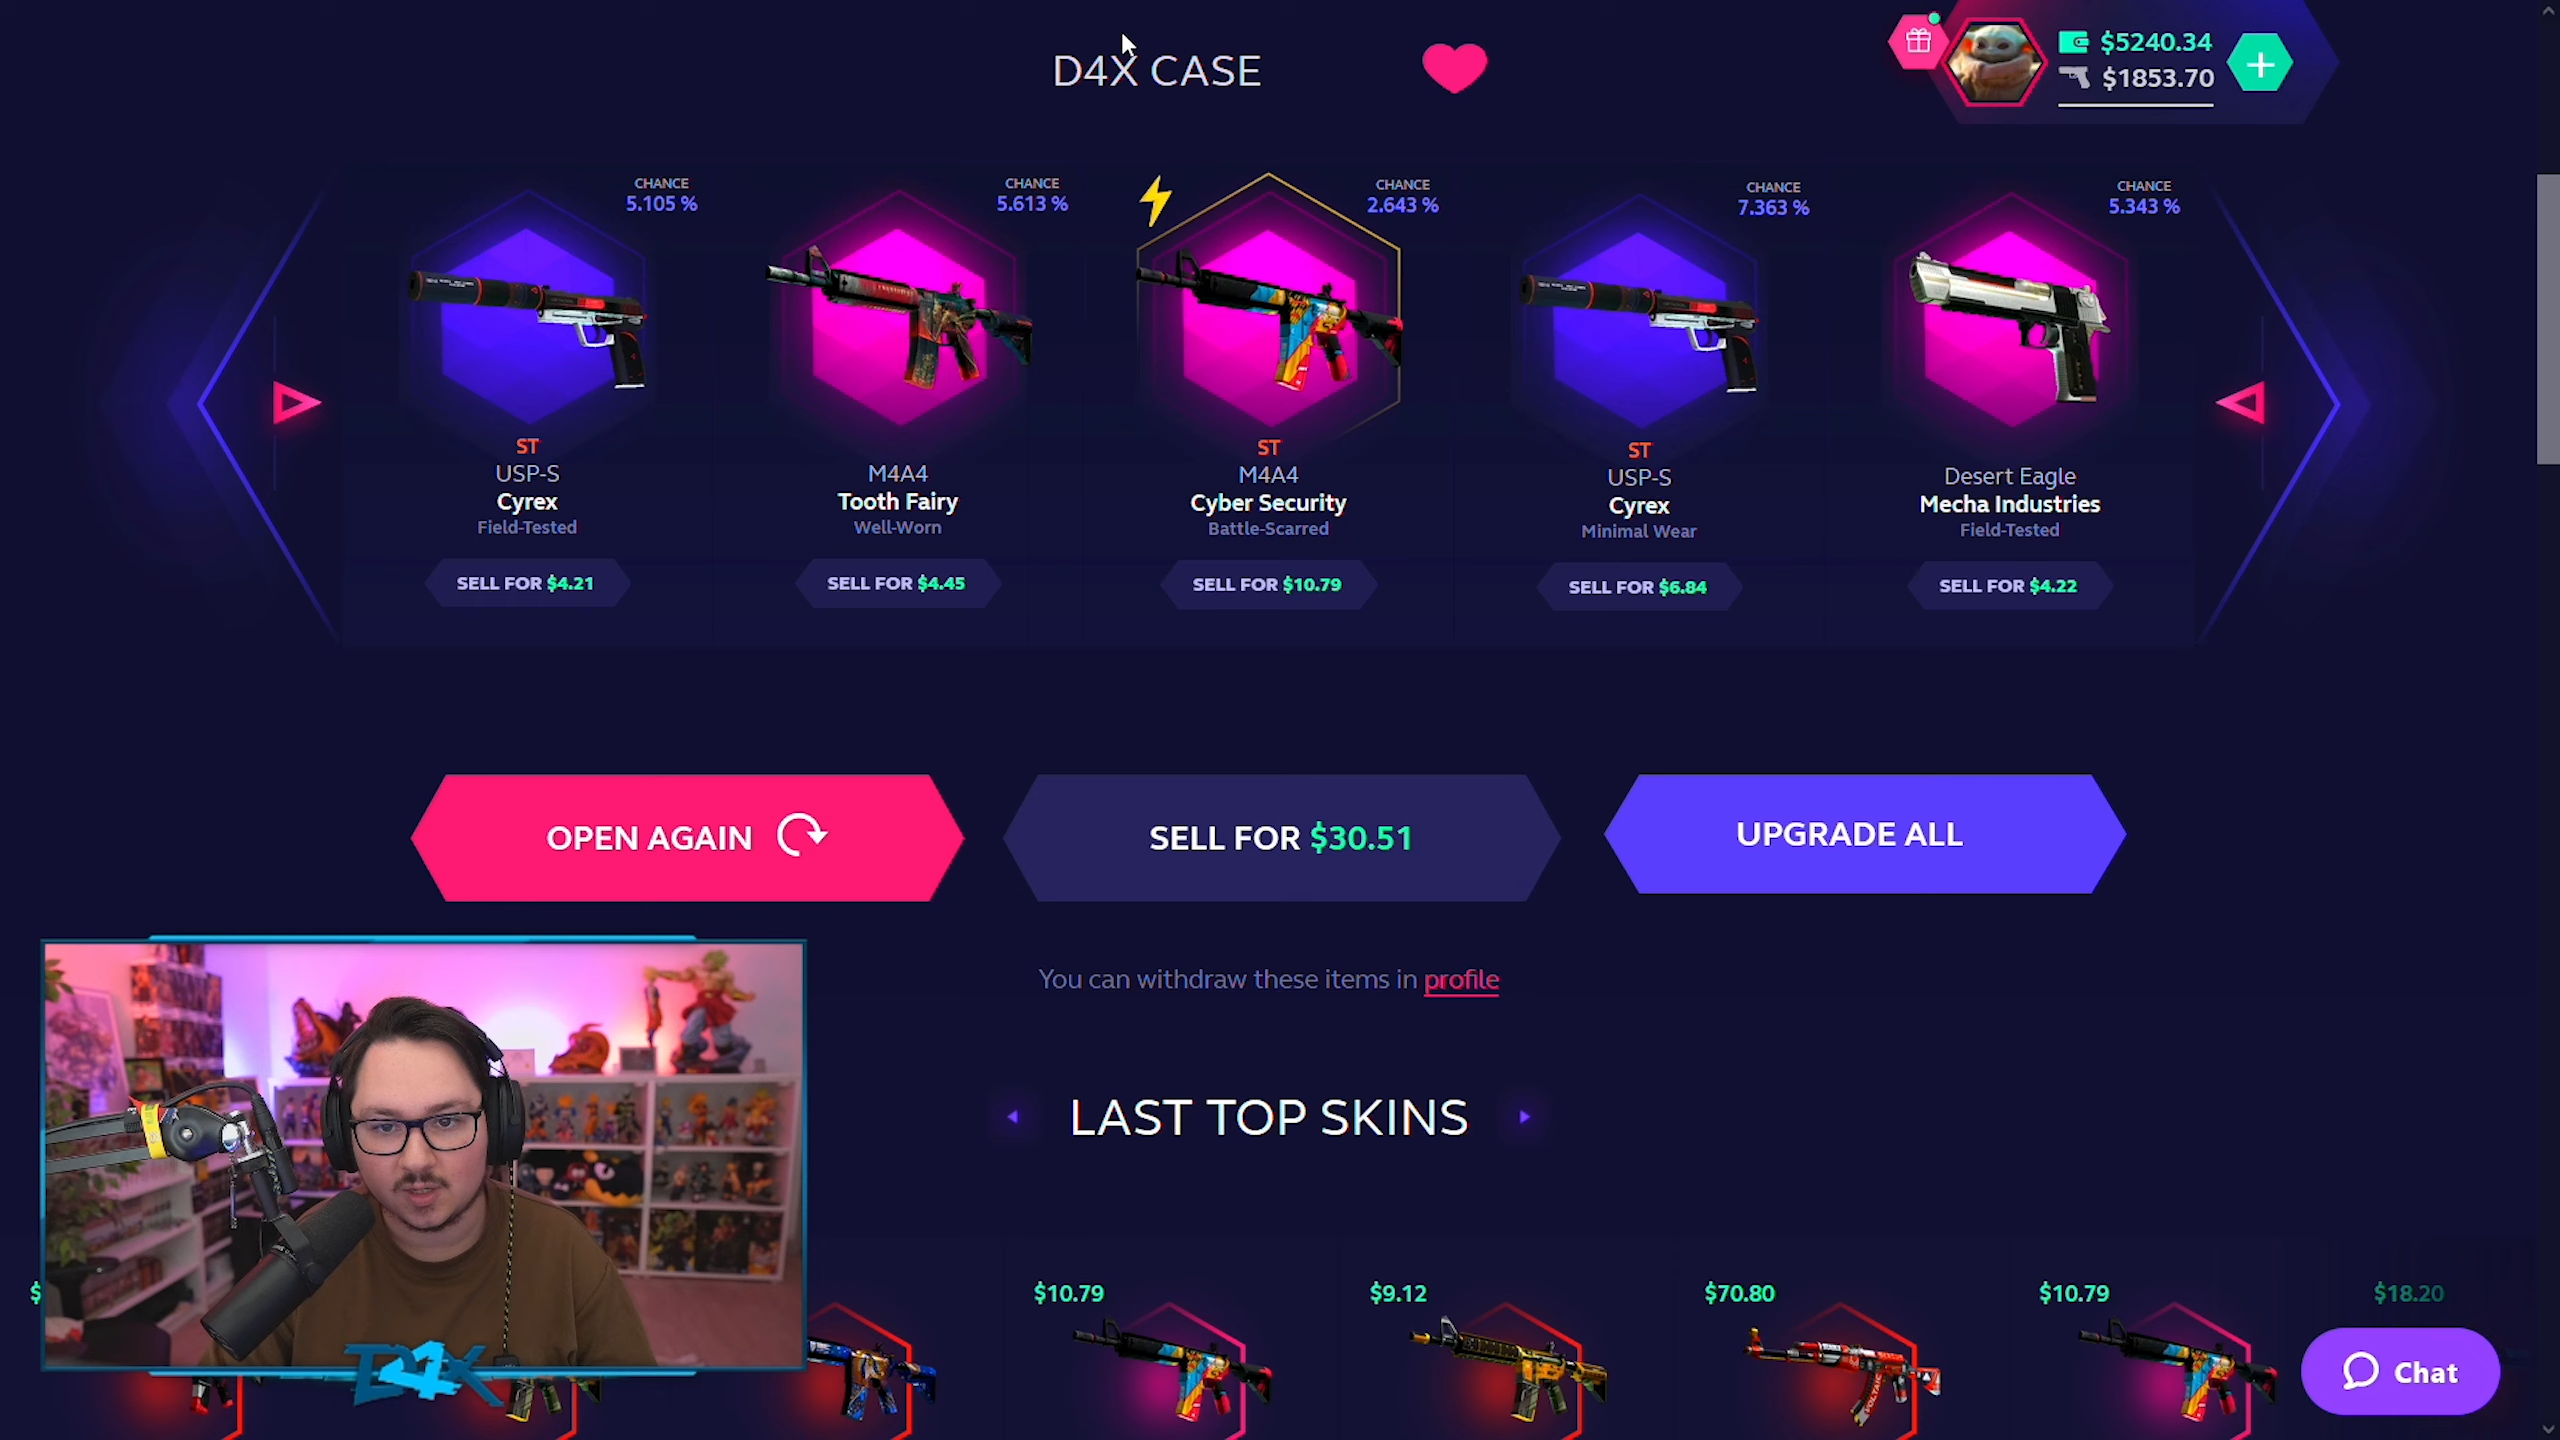 D4X CASE
$5240.34
$1853.70
CHANCE
5.105 %
ST
USP-S
Cyrex
Field-Tested
SELL FOR $4.21
CHANCE
5.613 %
M4A4
Tooth Fairy
Well-Worn
SELL FOR $4.45
CHANCE
2.643 %
ST
M4A4
Cyber Security
Battle-Scarred
SELL FOR $10.79
CHANCE
7.363 %
ST
USP-S
Cyrex
Minimal Wear
SELL FOR $6.84
CHANCE
5.343 %
Desert Eagle
Mecha Industries
Field-Tested
SELL FOR $4.22
OPEN AGAIN
SELL FOR $30.51
UPGRADE ALL
You can withdraw these items in profile
LAST TOP SKINS
$
$10.79
$9.12
$70.80
$10.79
$18.20
D4X
Chat